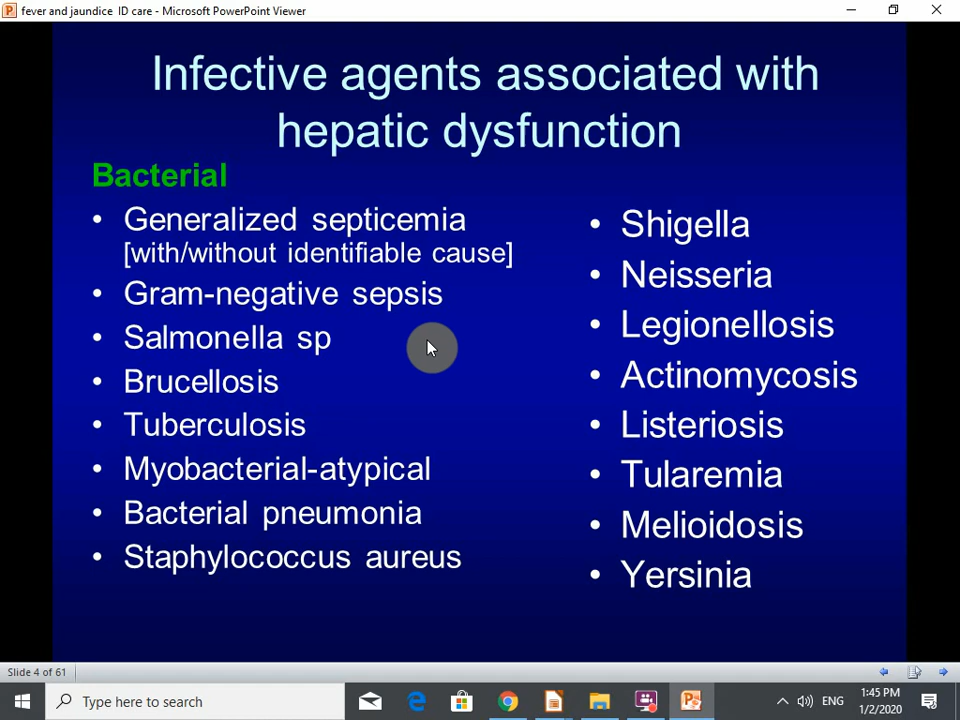 fever and jaundice ID care - Microsoft PowerPoint Viewer
Infective agents associated with
hepatic dysfunction
Bacterial
• Generalized septicemia
[with/without identifiable cause]
• Gram-negative sepsis
• Salmonella sp
• Brucellosis
• Tuberculosis
• Myobacterial-atypical
• Bacterial pneumonia
• Staphylococcus aureus
• Shigella
• Neisseria
• Legionellosis
• Actinomycosis
• Listeriosis
• Tularemia
• Melioidosis
• Yersinia
Slide 4 of 61
Type here to search
ENG
1:45 PM
1/2/2020